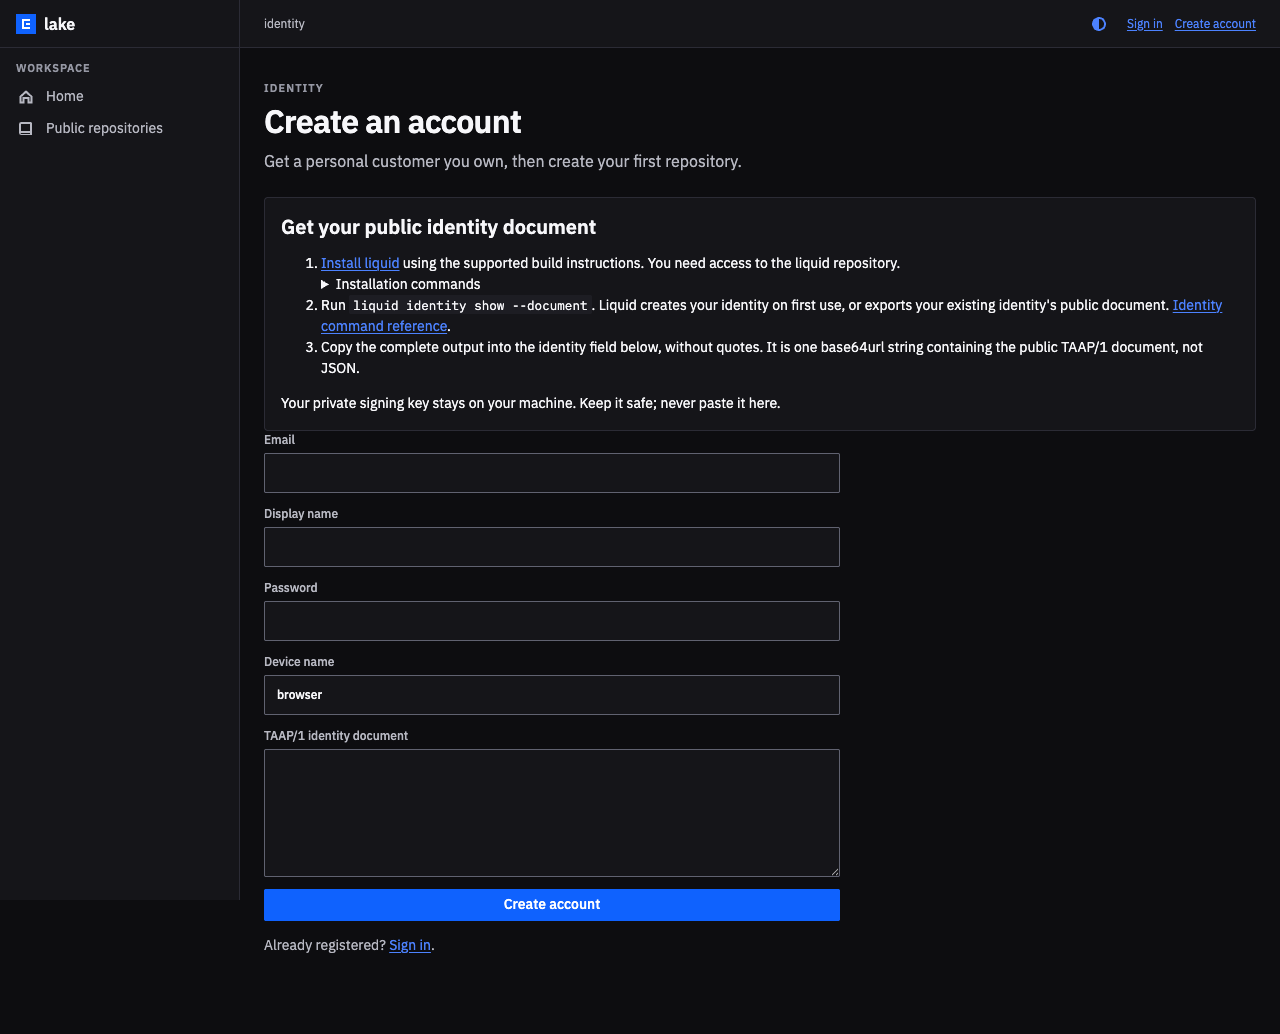 lake
identity
Sign in
Create account
WORKSPACE
Home
Public repositories
IDENTITY
Create an account
Get a personal customer you own, then create your first repository.
Get your public identity document
1. Install liquid using the supported build instructions. You need access to the liquid repository.
▶ Installation commands
2. Run liquid identity show --document. Liquid creates your identity on first use, or exports your existing identity's public document. Identity
command reference.
3. Copy the complete output into the identity field below, without quotes. It is one base64url string containing the public TAAP/1 document, not
JSON.
Your private signing key stays on your machine. Keep it safe; never paste it here.
Email
Display name
Password
Device name
browser
TAAP/1 identity document
Create account
Already registered? Sign in.